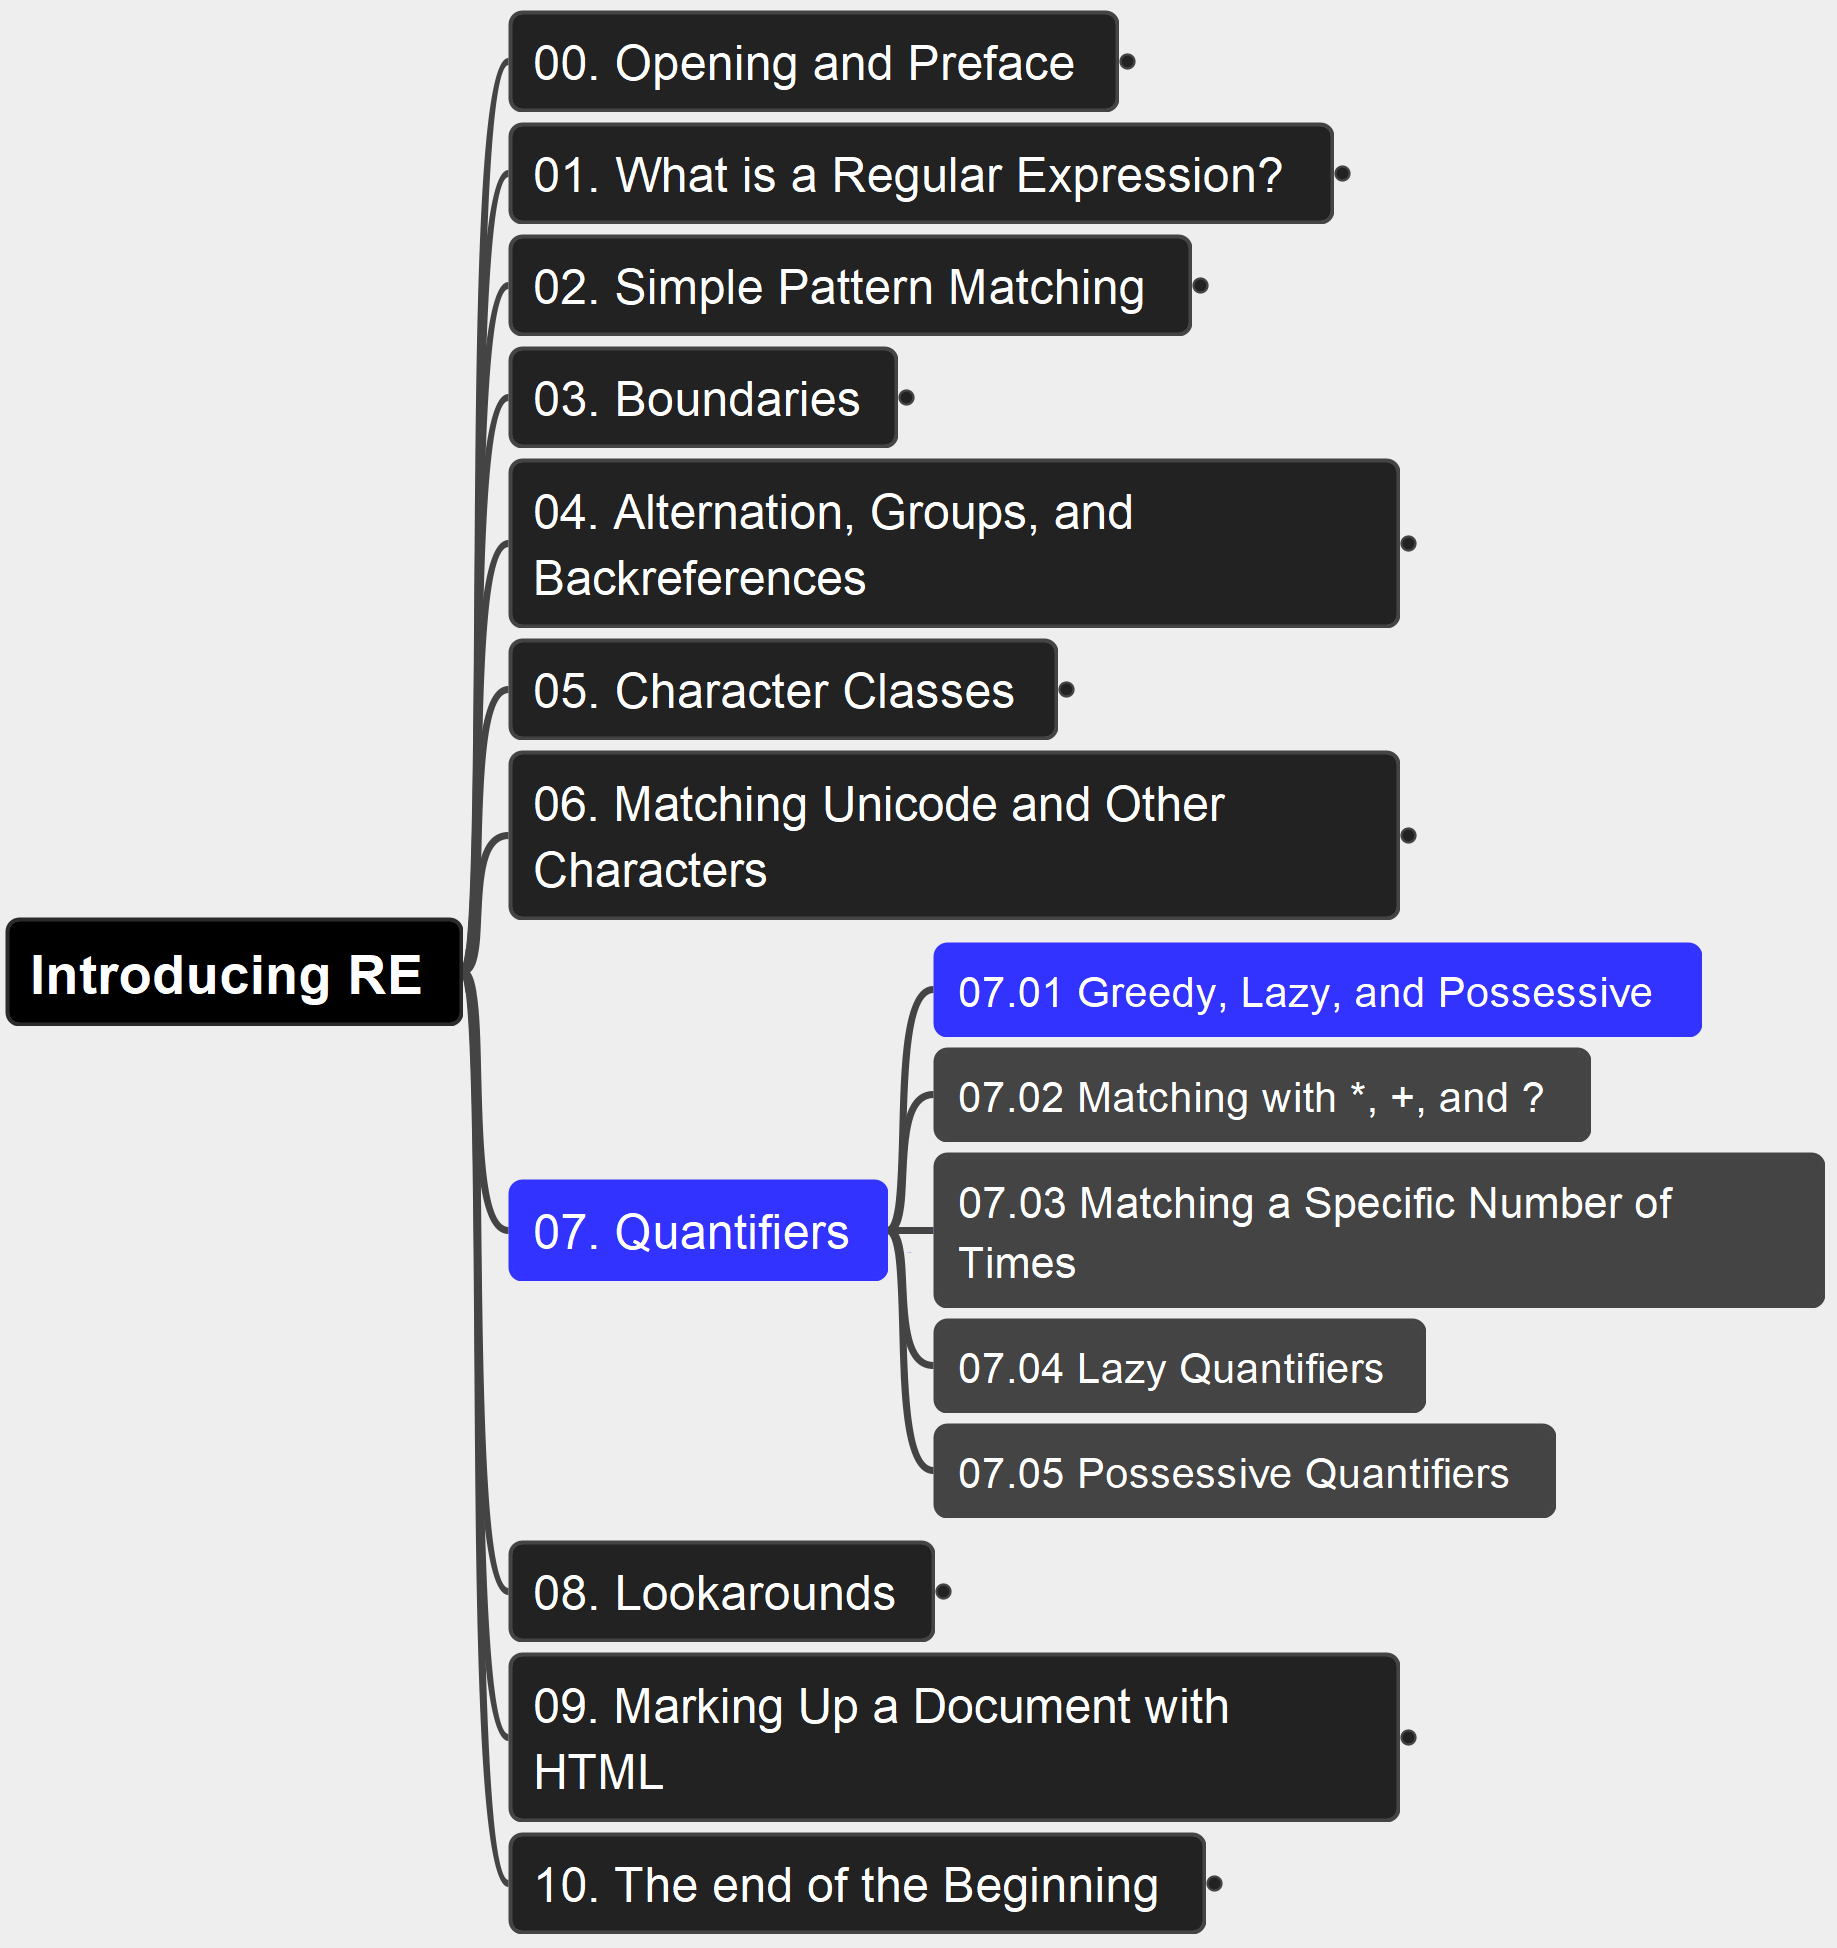 00. Opening and Preface
01. What is a Regular Expression?
02. Simple Pattern Matching
03. Boundaries
04. Alternation, Groups, and
Backreferences
05. Character Classes
06. Matching Unicode and Other
Characters
Introducing RE
07. Quantifiers
07.01 Greedy, Lazy, and Possessive
07.02 Matching with *, +, and ?
07.03 Matching a Specific Number of
Times
07.04 Lazy Quantifiers
07.05 Possessive Quantifiers
08. Lookarounds
09. Marking Up a Document with
HTML
10. The end of the Beginning